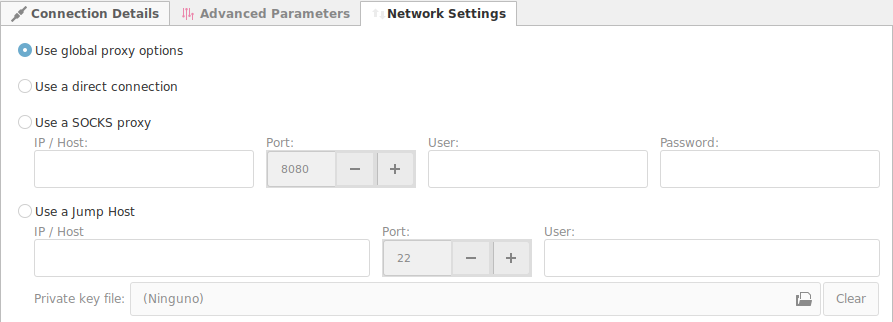 Connection Details Advanced Parameters Network Settings
Use global proxy options
Use a direct connection
Use a SOCKS proxy
IP / Host: Port: User: Password:
8080
Use a Jump Host
IP / Host Port: User:
22
Private key file: (Ninguno) Clear